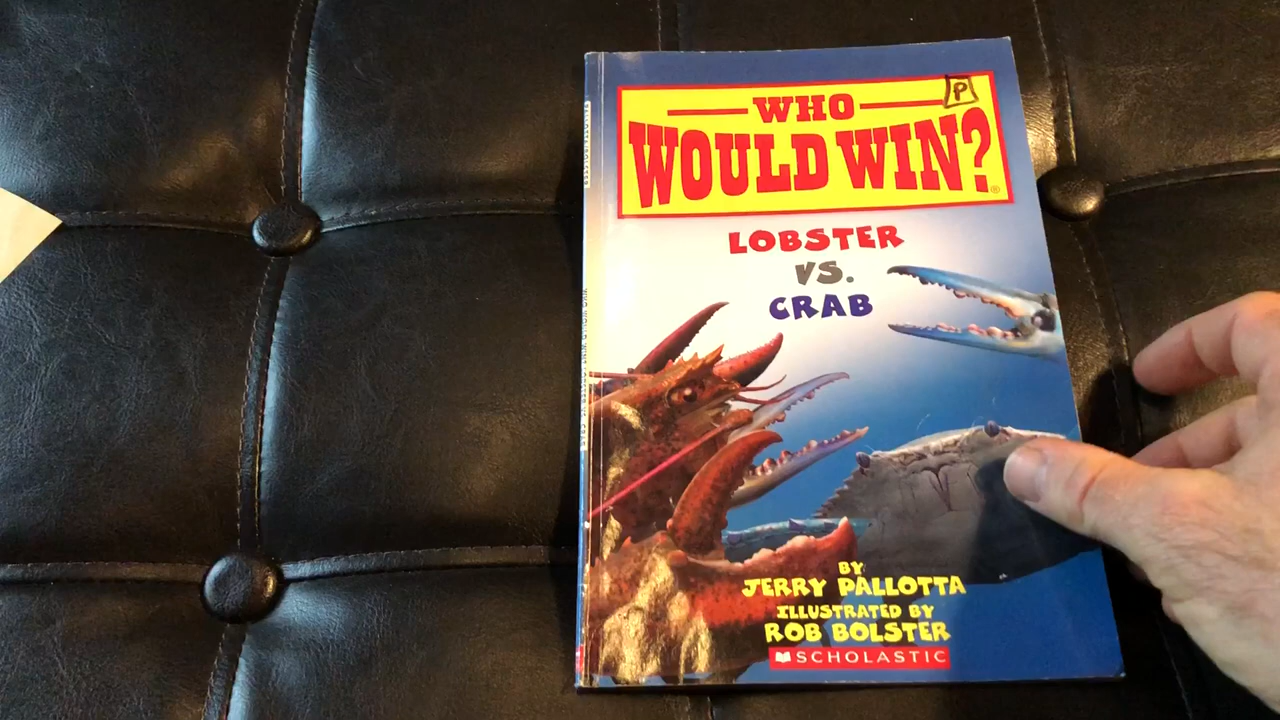 P
WHO
WOULD WIN?®
LOBSTER
VS.
CRAB
BY
JERRY PALLOTTA
ILLUSTRATED BY
ROB BOLSTER
SCHOLASTIC